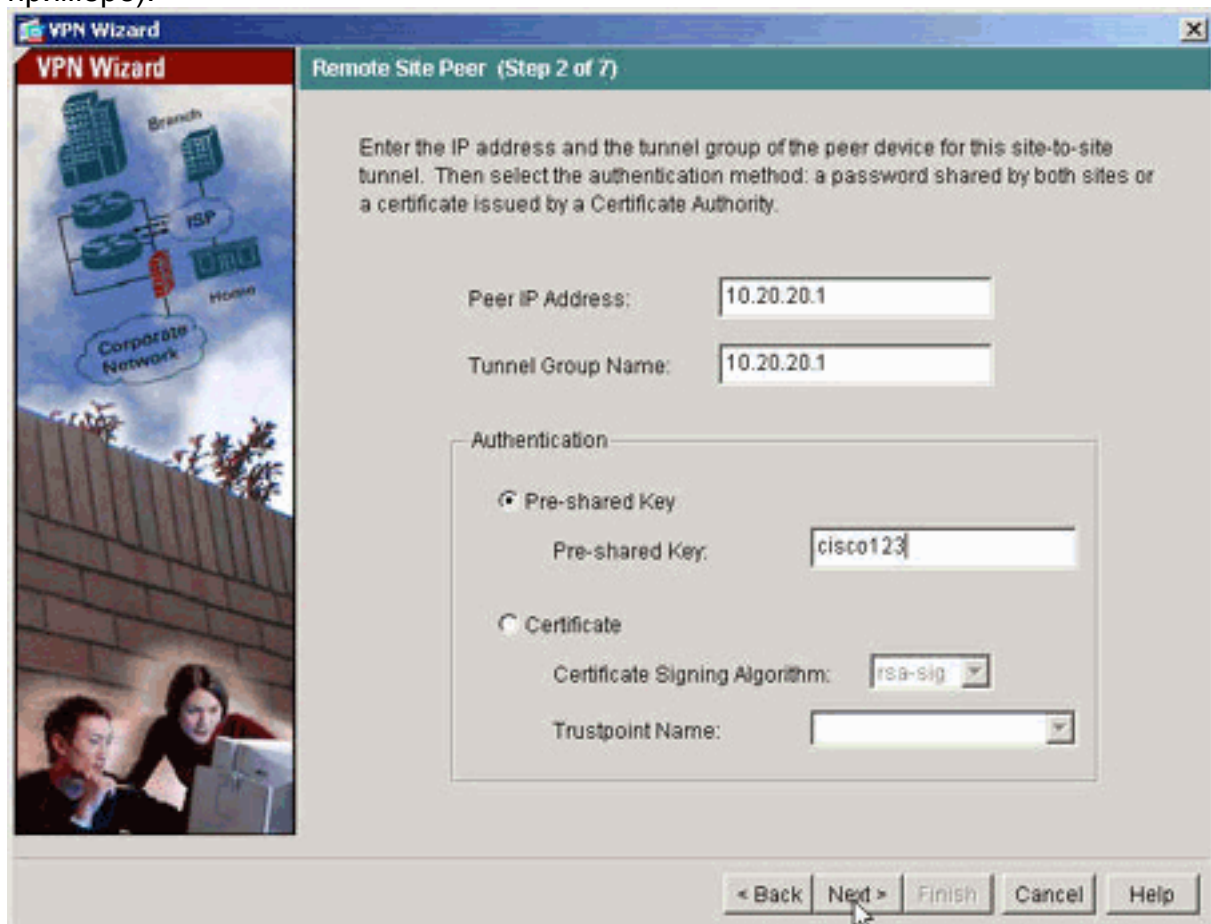 примере).
VPN Wizard
VPN Wizard
Remote Site Peer (Step 2 of 7)
Branch
ISP
Home
Corporate
Network
Enter the IP address and the tunnel group of the peer device for this site-to-site
tunnel. Then select the authentication method: a password shared by both sites or
a certificate issued by a Certificate Authority.
Peer IP Address: 10.20.20.1
Tunnel Group Name: 10.20.20.1
Authentication
Pre-shared Key
Pre-shared Key: cisco123
Certificate
Certificate Signing Algorithm: rsa-sig
Trustpoint Name:
< Back Next > Finish Cancel Help